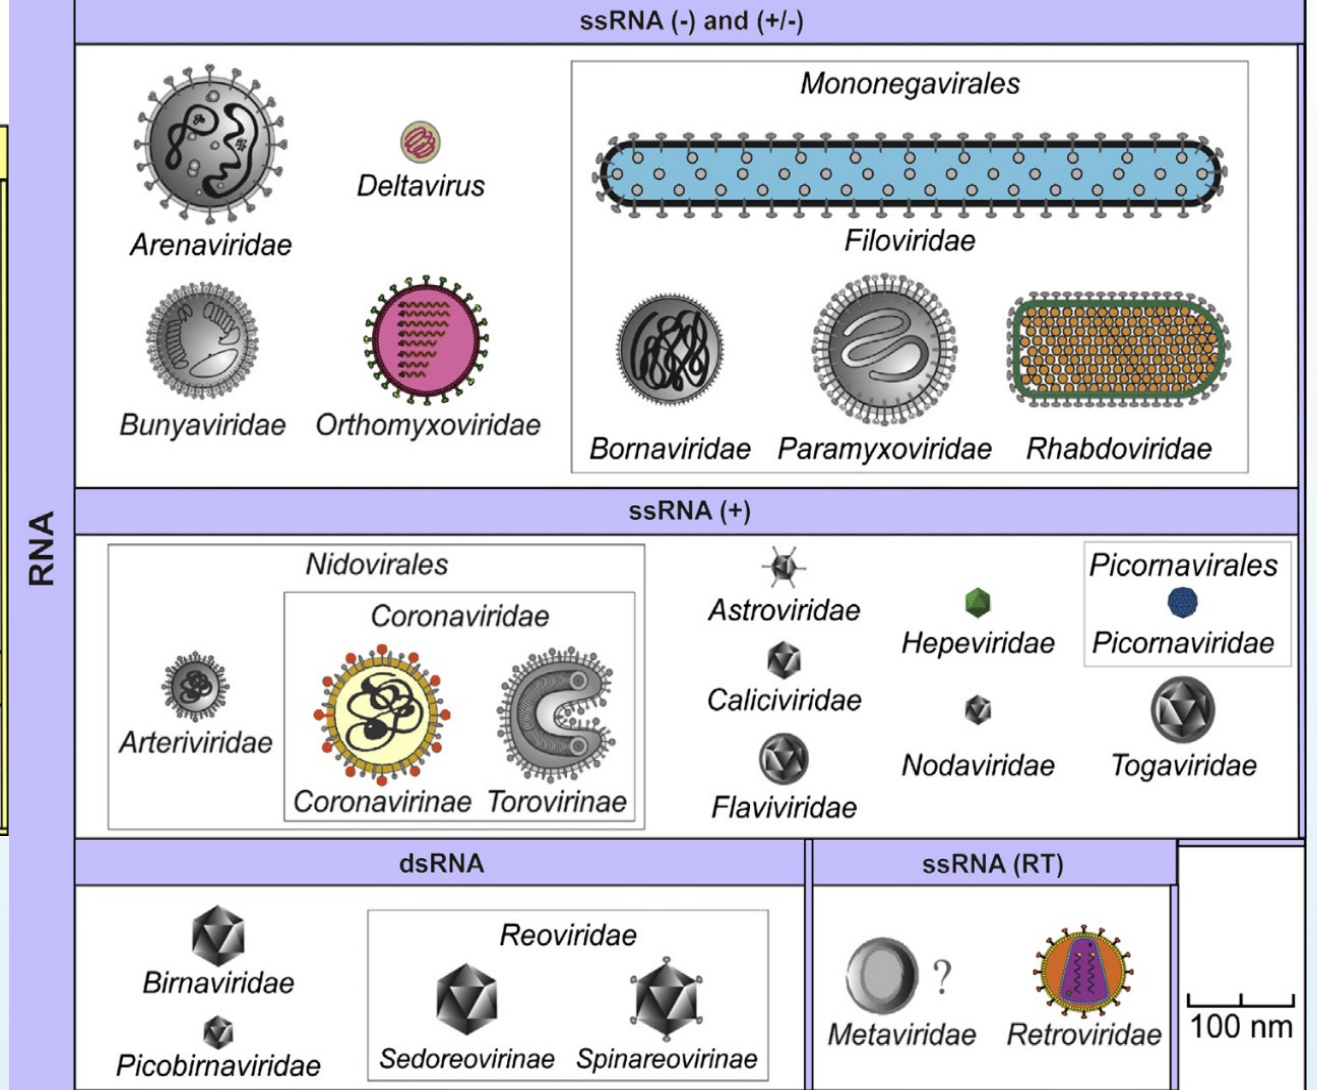 ssRNA (-) and (+/-)
Mononegavirales
Deltavirus
Arenaviridae
Filoviridae
Bunyaviridae
Orthomyxoviridae
Bornaviridae
Paramyxoviridae
Rhabdoviridae
RNA
ssRNA (+)
Nidovirales
Coronaviridae
Arteriviridae
Coronavirinae
Torovirinae
Astroviridae
Caliciviridae
Flaviviridae
Hepeviridae
Nodaviridae
Picornavirales
Picornaviridae
Togaviridae
dsRNA
Birnaviridae
Picobirnaviridae
Reoviridae
Sedoreovirinae
Spinareovirinae
ssRNA (RT)
?
Metaviridae
Retroviridae
100 nm